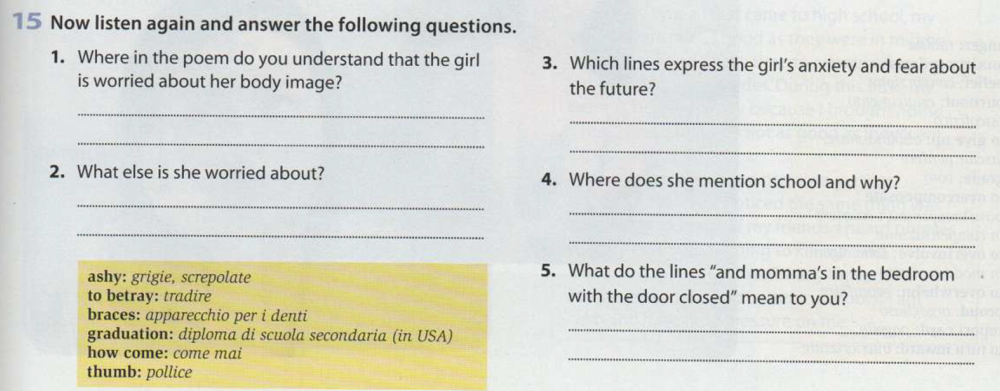 15 Now listen again and answer the following questions.
1. Where in the poem do you understand that the girl
is worried about her body image?
2. What else is she worried about?
ashy: grigie, screpolate
to betray: tradire
braces: apparecchio per i denti
graduation: diploma di scuola secondaria (in USA)
how come: come mai
thumb: pollice
3. Which lines express the girl's anxiety and fear about
the future?
4. Where does she mention school and why?
5. What do the lines "and momma's in the bedroom
with the door closed" mean to you?